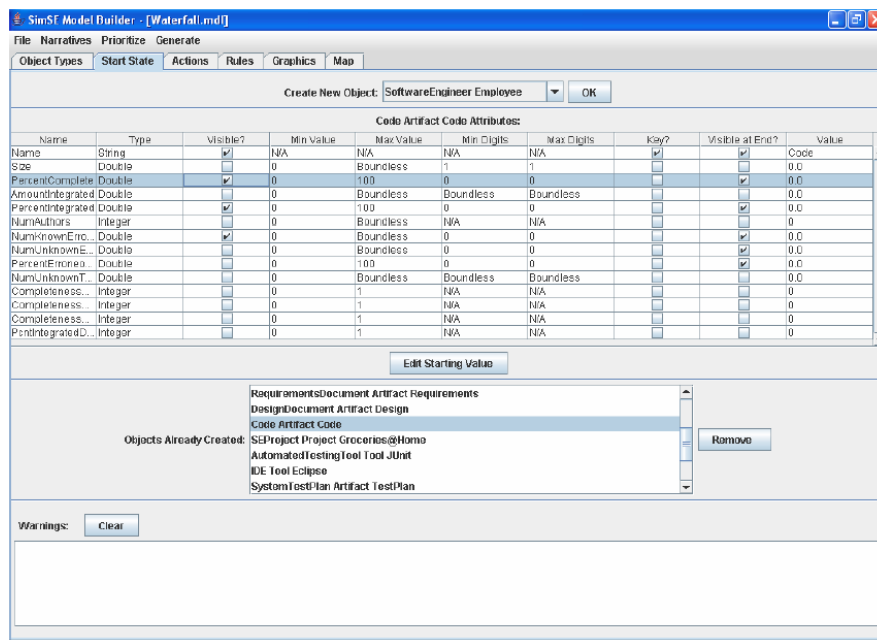 SimSE Model Builder - [Waterfall.mdl]
File Narratives Prioritize Generate
Object Types Start State Actions Rules Graphics Map
Create New Object: SoftwareEngineer Employee OK
Code Artifact Code Attributes:
Name Type Visible? Min Value Max Value Min Digits Max Digits Key? Visible at End? Value
Name String N/A N/A N/A N/A Code
Size Double 0 Boundless 1 1 0.0
PercentComplete Double 0 100 0 0 0.0
AmountIntegrated Double 0 Boundless Boundless Boundless 0.0
PercentIntegrated Double 0 100 0 0 0.0
NumAuthors Integer 0 Boundless N/A N/A 0
NumKnownErro... Double 0 Boundless 0 0 0.0
NumUnknownE... Double 0 Boundless 0 0 0.0
PercentErroneo... Double 0 100 0 0 0.0
NumUnknownT... Double 0 Boundless Boundless Boundless 0.0
Completeness... Integer 0 1 N/A N/A 0
Completeness... Integer 0 1 N/A N/A 0
Completeness... Integer 0 1 N/A N/A 0
PcntIntegratedD... Integer 0 1 N/A N/A 0
Edit Starting Value
RequirementsDocument Artifact Requirements
DesignDocument Artifact Design
Code Artifact Code
Objects Already Created: SEProject Project Groceries@Home Remove
AutomatedTestingTool Tool JUnit
IDE Tool Eclipse
SystemTestPlan Artifact TestPlan
Warnings: Clear